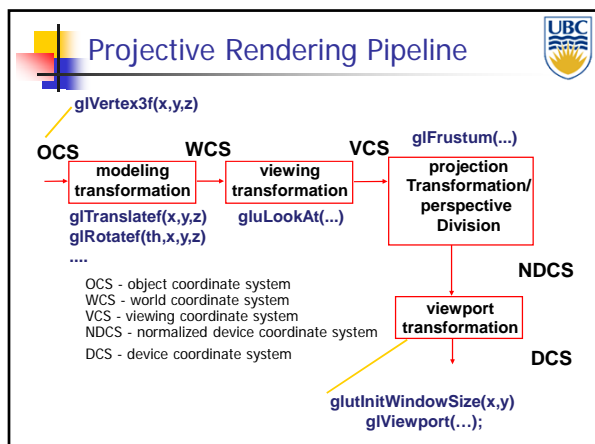 Projective Rendering Pipeline
UBC
glVertex3f(x,y,z)
OCS
modeling
transformation
glTranslatef(x,y,z)
glRotatef(th,x,y,z)
....
WCS
viewing
transformation
gluLookAt(...)
VCS
glFrustum(...)
projection
Transformation/
perspective
Division
NDCS
viewport
transformation
DCS
glutInitWindowSize(x,y)
glViewport(…);
OCS - object coordinate system
WCS - world coordinate system
VCS - viewing coordinate system
NDCS - normalized device coordinate system
DCS - device coordinate system